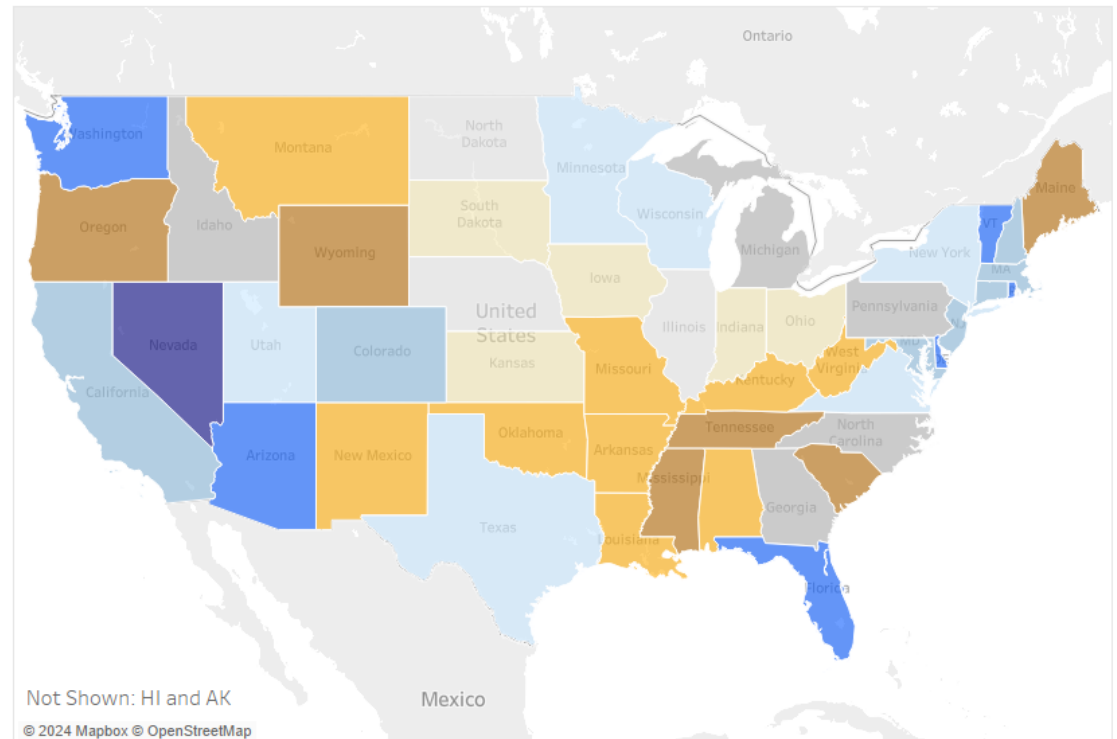 Ontario
Washington
Montana
North
Dakota
Minnesota
Oregon
Idaho
Wyoming
South
Dakota
Wisconsin
Michigan
Maine
VT
New York
MA
Nevada
Utah
Colorado
California
United
States
Iowa
Illinois
Indiana
Ohio
Pennsylvania
NJ
MD
Kansas
Missouri
West
Virginia
Kentucky
Arizona
New Mexico
Oklahoma
Arkansas
Tennessee
North
Carolina
Mississippi
Georgia
Texas
Louisiana
Florida
Mexico
Not Shown: HI and AK
© 2024 Mapbox © OpenStreetMap